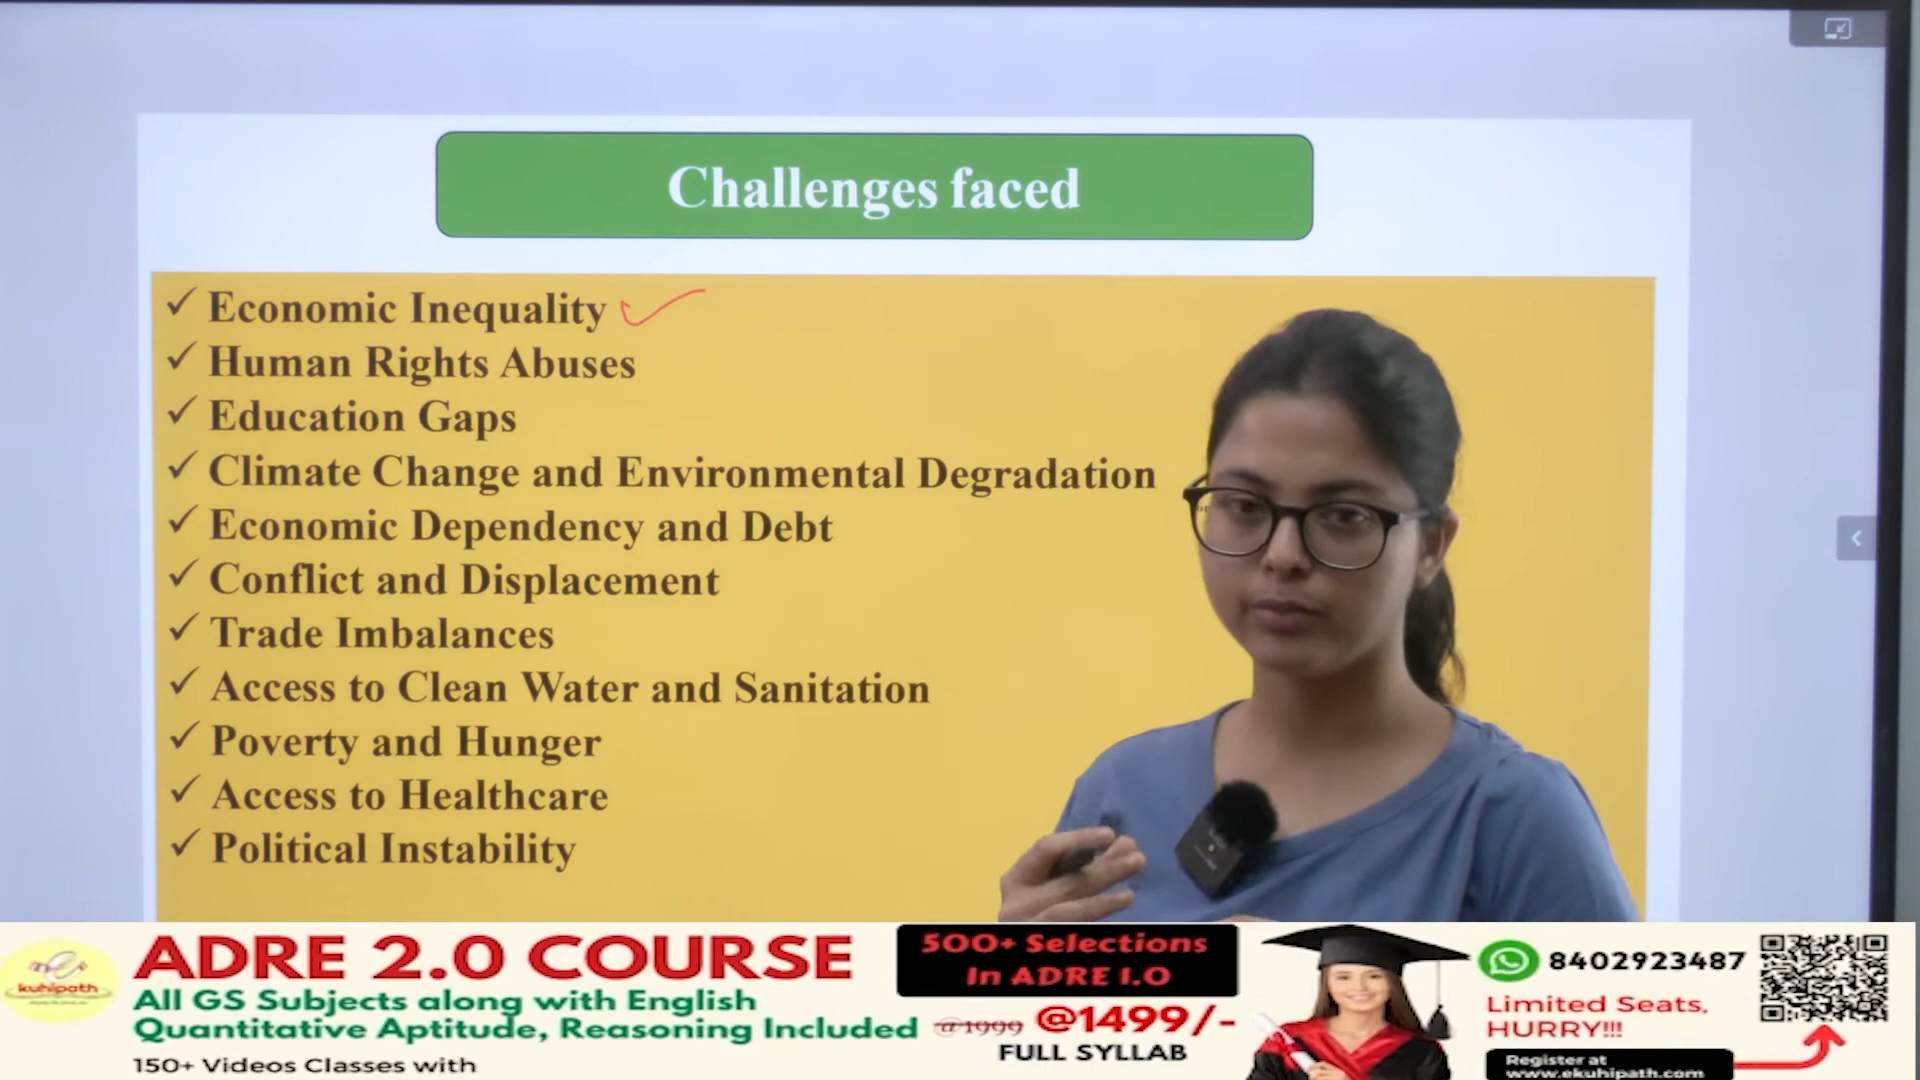 Challenges faced
✓ Economic Inequality
✓ Human Rights Abuses
✓ Education Gaps
✓ Climate Change and Environmental Degradation
✓ Economic Dependency and Debt
✓ Conflict and Displacement
✓ Trade Imbalances
✓ Access to Clean Water and Sanitation
✓ Poverty and Hunger
✓ Access to Healthcare
✓ Political Instability
kuhipath
ADRE 2.0 COURSE
All GS Subjects along with English
Quantitative Aptitude, Reasoning Included
150+ Videos Classes with
500+ Selections
In ADRE 1.0
@1999 @1499/-
FULL SYLLAB
8402923487
Limited Seats,
HURRY!!!
Register at
www.ekuhipath.com